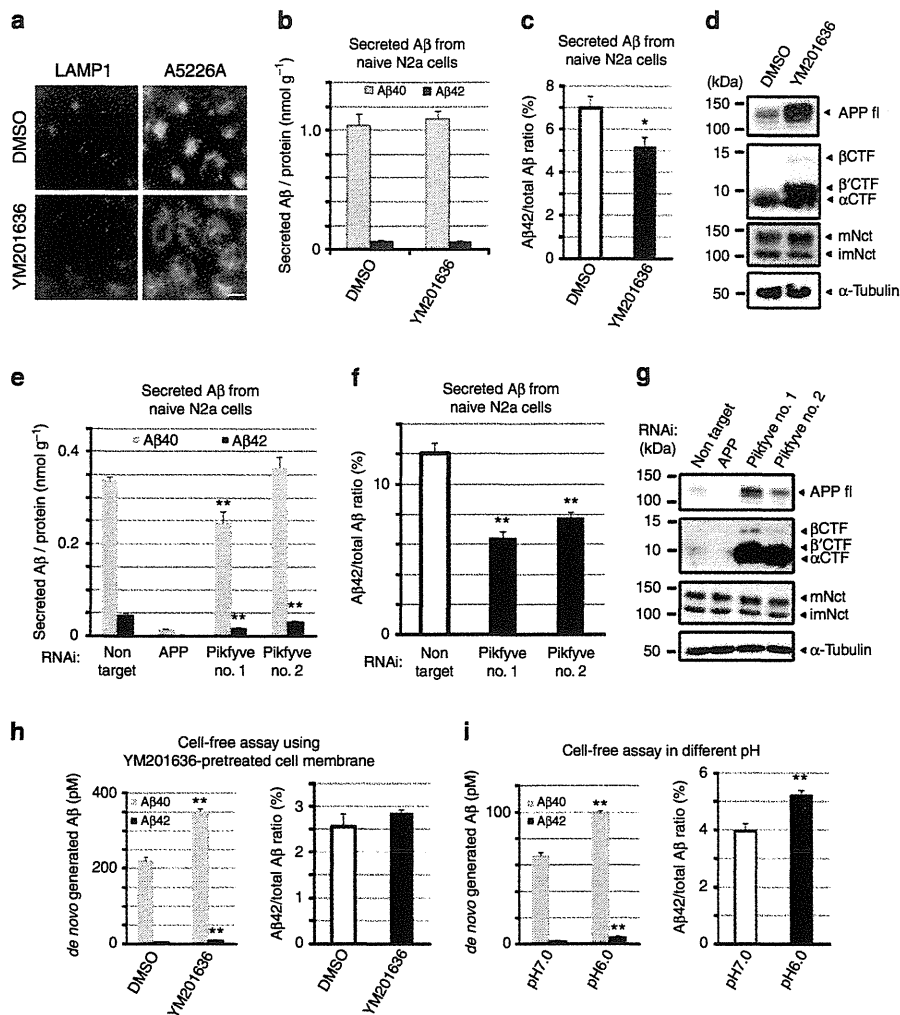 a
LAMP1 A5226A
DMSO
YM201636
b
Secreted Aβ from
naive N2a cells
Aβ40 Aβ42
Secreted Aβ / protein (nmol g⁻¹)
1.0
0
DMSO
YM201636
c
Secreted Aβ from
naive N2a cells
Aβ42/total Aβ ratio (%)
8
7
6
5
4
3
2
1
0
*
DMSO
YM201636
d
DMSO
YM201636
(kDa)
150
100
APP fl
15
10
βCTF
β′CTF
αCTF
150
100
mNct
imNct
50
α-Tubulin
e
Secreted Aβ from
naive N2a cells
Aβ40 Aβ42
Secreted Aβ / protein (nmol g⁻¹)
0.4
0.2
0
** ** **
RNAi:
Non target
APP
Pikfyve no. 1
Pikfyve no. 2
f
Secreted Aβ from
naive N2a cells
Aβ42/total Aβ ratio (%)
10
0
** **
RNAi:
Non target
Pikfyve no. 1
Pikfyve no. 2
g
RNAi:
(kDa)
Non target
APP
Pikfyve no. 1
Pikfyve no. 2
150
100
APP fl
15
10
βCTF
β′CTF
αCTF
150
100
mNct
imNct
50
α-Tubulin
h
Cell-free assay using
YM201636-pretreated cell membrane
de novo generated Aβ (pM)
400
200
0
Aβ40
Aβ42
**
**
DMSO
YM201636
Aβ42/total Aβ ratio (%)
3
2
1
0
DMSO
YM201636
i
Cell-free assay in different pH
de novo generated Aβ (pM)
100
0
Aβ40
Aβ42
**
**
pH7.0
pH6.0
Aβ42/total Aβ ratio (%)
6
4
2
0
**
pH7.0
pH6.0